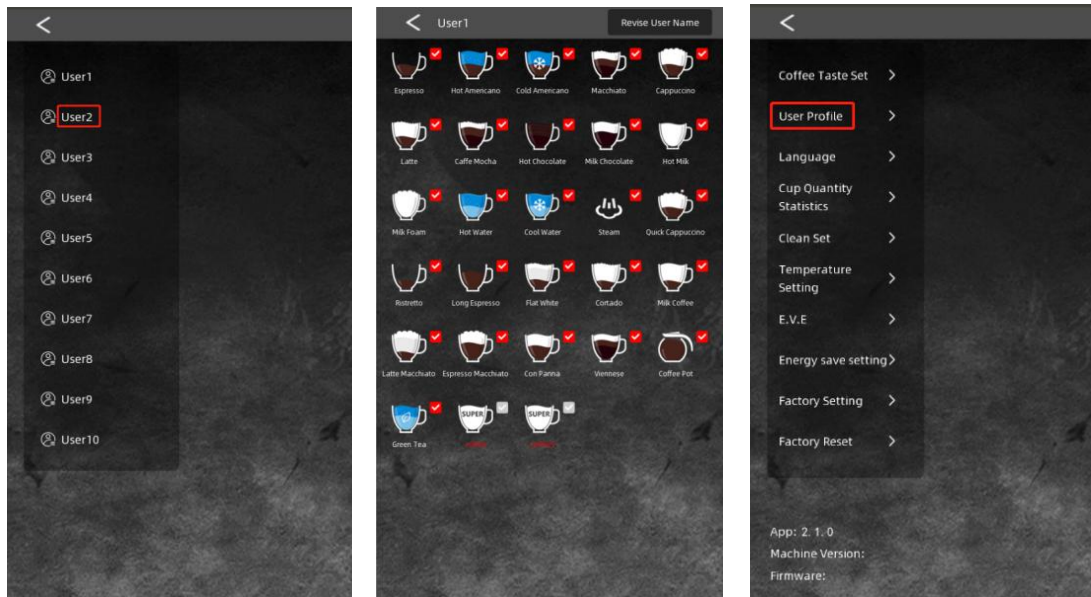 User1
User2
User3
User4
User5
User6
User7
User8
User9
User10
User1 Revise User Name
Espresso Hot Americano Cold Americano Macchiato Cappuccino
Latte Caffe Mocha Hot Chocolate Milk Chocolate Hot Milk
Milk Foam Hot Water Cool Water Steam Quick Cappuccino
Ristretto Long Espresso Flat White Cortado Milk Coffee
Latte Macchiato Espresso Macchiato Con Panna Viennese Coffee Pot
SUPER SUPER
Green Tea
Coffee Taste Set
User Profile
Language
Cup Quantity
Statistics
Clean Set
Temperature
Setting
E.V.E
Energy save setting
Factory Setting
Factory Reset
App: 2. 1. 0
Machine Version:
Firmware: